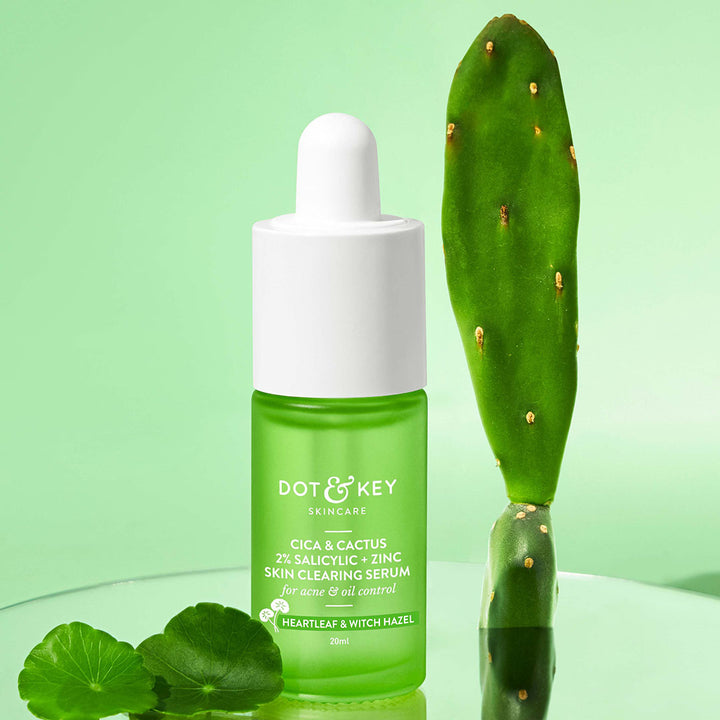 DOT & KEY
SKINCARE
CICA & CACTUS
2% SALICYLIC + ZINC
SKIN CLEARING SERUM
for acne & oil control
HEARTLEAF & WITCH HAZEL
20ml